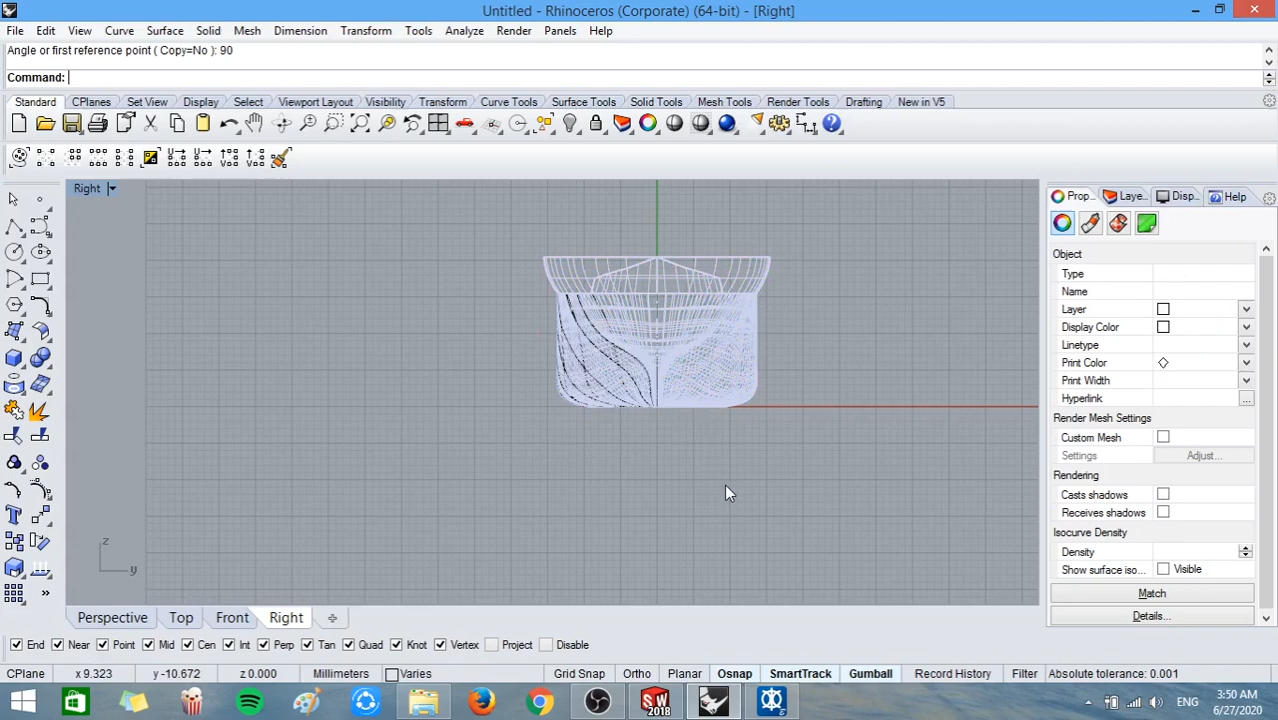 Untitled - Rhinoceros (Corporate) (64-bit) - [Right]
File Edit View Curve Surface Solid Mesh Dimension Transform Tools Analyze Render Panels Help
Angle or first reference point ( Copy=No ): 90
Command:
Standard CPlanes Set View Display Select Viewport Layout Visibility Transform Curve Tools Surface Tools Solid Tools Mesh Tools Render Tools Drafting New in V5
Right
Prop... Laye... Disp... Help
Object
Type
Name
Layer
Display Color
Linetype
Print Color
Print Width
Hyperlink ...
Render Mesh Settings
Custom Mesh
Settings Adjust...
Rendering
Casts shadows
Receives shadows
Isocurve Density
Density
Show surface iso... Visible
Match
Details...
z
y
Perspective Top Front Right
End Near Point Mid Cen Int Perp Tan Quad Knot Vertex Project Disable
CPlane x 9.323 y -10.672 z 0.000 Millimeters Varies Grid Snap Ortho Planar Osnap SmartTrack Gumball Record History Filter Absolute tolerance: 0.001
SW
2018
ENG
3:50 AM
6/27/2020